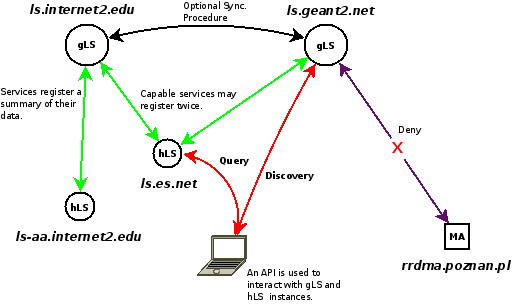 ls.internet2.edu
Optional Sync.
Procedure
ls.geant2.net
gLS
gLS
Services register a
summary of their
data.
Capable services may
register twice.
Deny
X
hLS
Query
Discovery
ls.es.net
hLS
ls-aa.internet2.edu
MA
rrdma.poznan.pl
An API is used to
interact with gLS and
hLS instances.